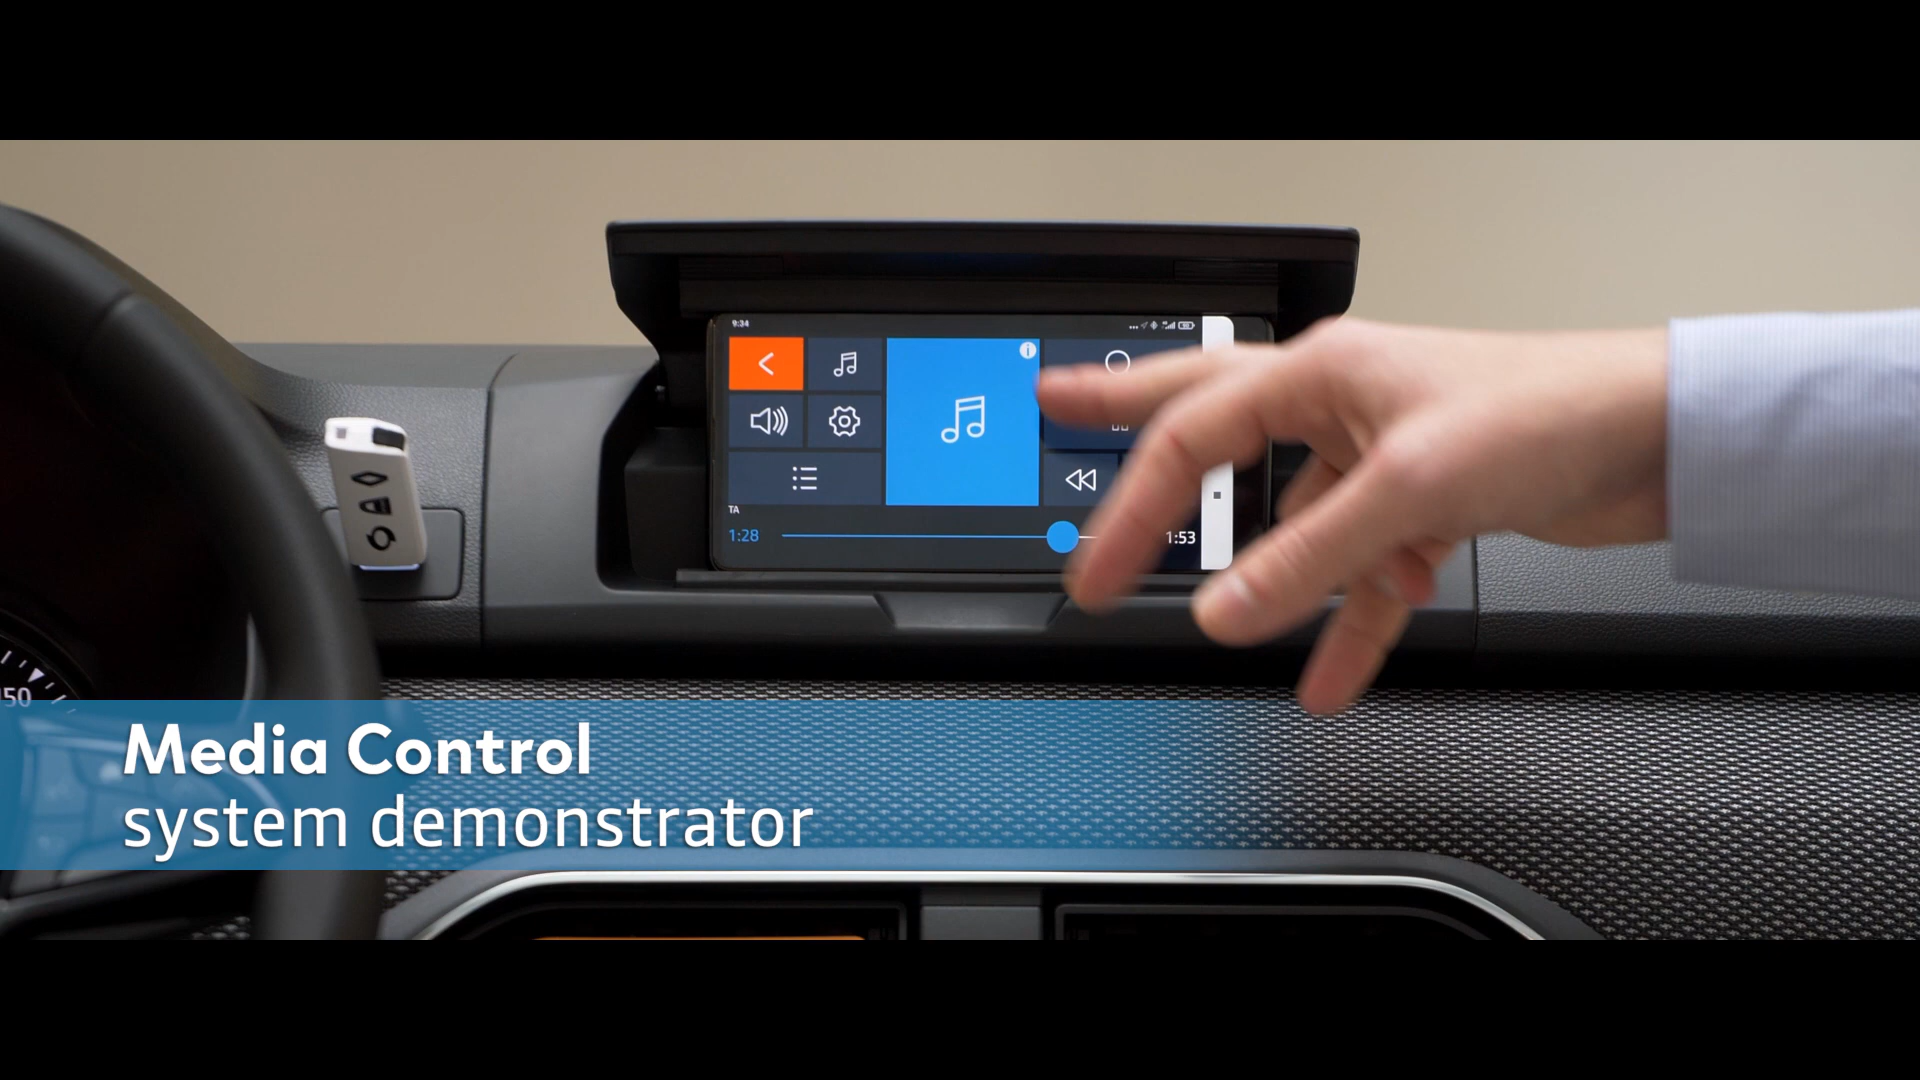 9:34
TA
1:28
1:53
50
Media Control
system demonstrator